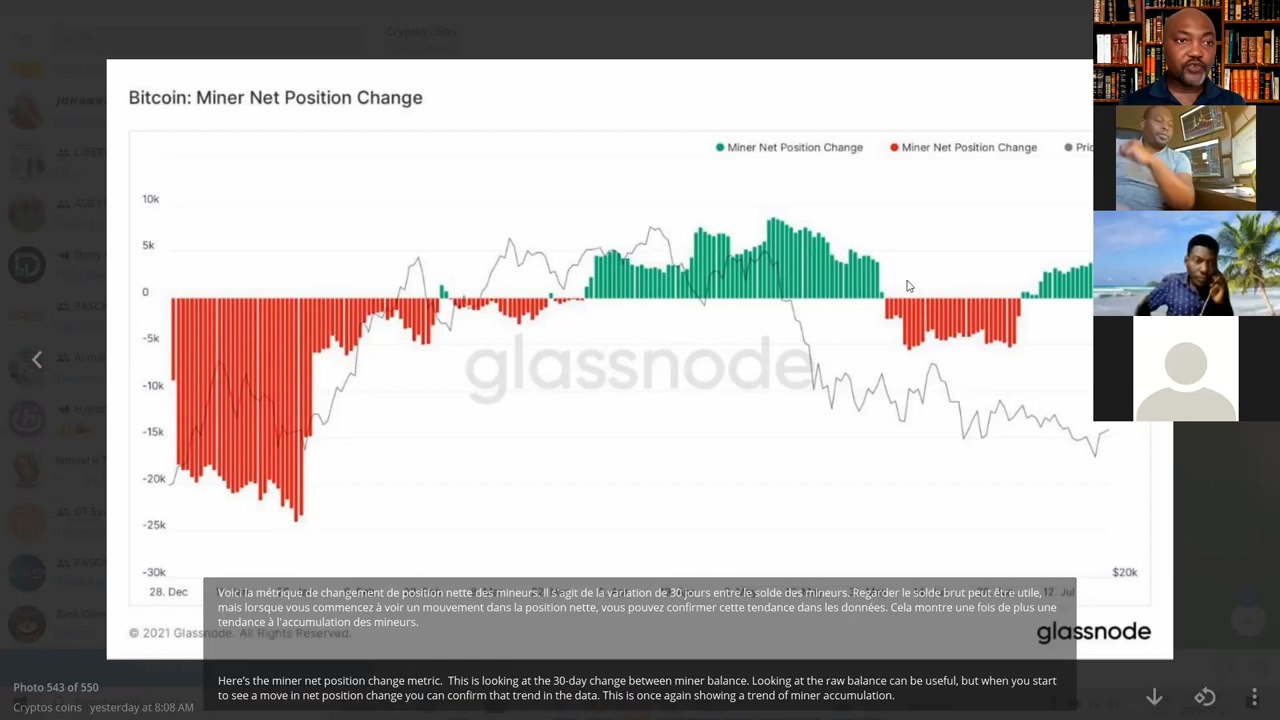 Cryptos coins
Bitcoin: Miner Net Position Change
Miner Net Position Change
Miner Net Position Change
10k
5k
0
-5k
-10k
-15k
-20k
-25k
-30k
glassnode
$20k
28. Dec
12. Jul
Voici la métrique de changement de position nette des mineurs. Il s'agit de la variation de 30 jours entre le solde des mineurs. Regarder le solde brut peut être utile,
mais lorsque vous commencez à voir un mouvement dans la position nette, vous pouvez confirmer cette tendance dans les données. Cela montre une fois de plus une
tendance à l'accumulation des mineurs.
© 2021 Glassnode. All Rights Reserved.
glassnode
Here's the miner net position change metric. This is looking at the 30-day change between miner balance. Looking at the raw balance can be useful, but when you start
to see a move in net position change you can confirm that trend in the data. This is once again showing a trend of miner accumulation.
Photo 543 of 550
Cryptos coins yesterday at 8:08 AM